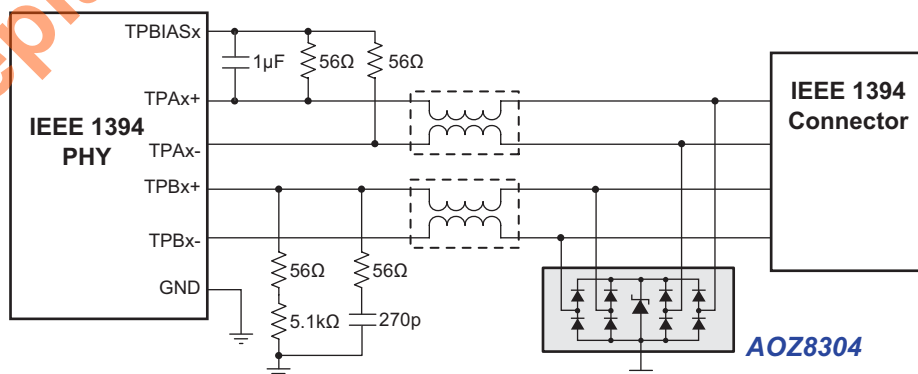 TPBIASx
1µF
56Ω
56Ω
TPAx+
IEEE 1394
PHY
TPAx-
TPBx+
TPBx-
GND
56Ω
56Ω
5.1kΩ
270p
IEEE 1394
Connector
AOZ8304